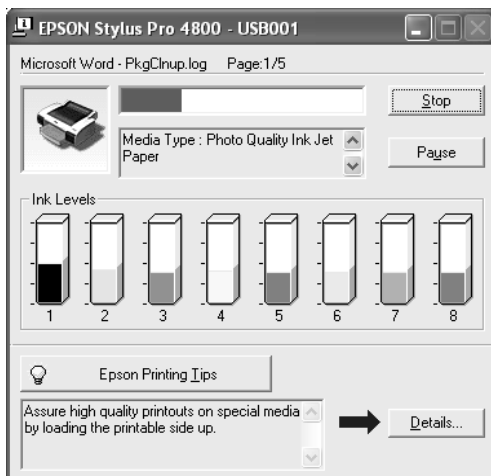 EPSON Stylus Pro 4800 - USB001
Microsoft Word - PkgClnup.log Page:1/5
Stop
Media Type : Photo Quality Ink Jet
Paper
Pause
Ink Levels
1 2 3 4 5 6 7 8
Epson Printing Tips
Assure high quality printouts on special media
by loading the printable side up.
Details...